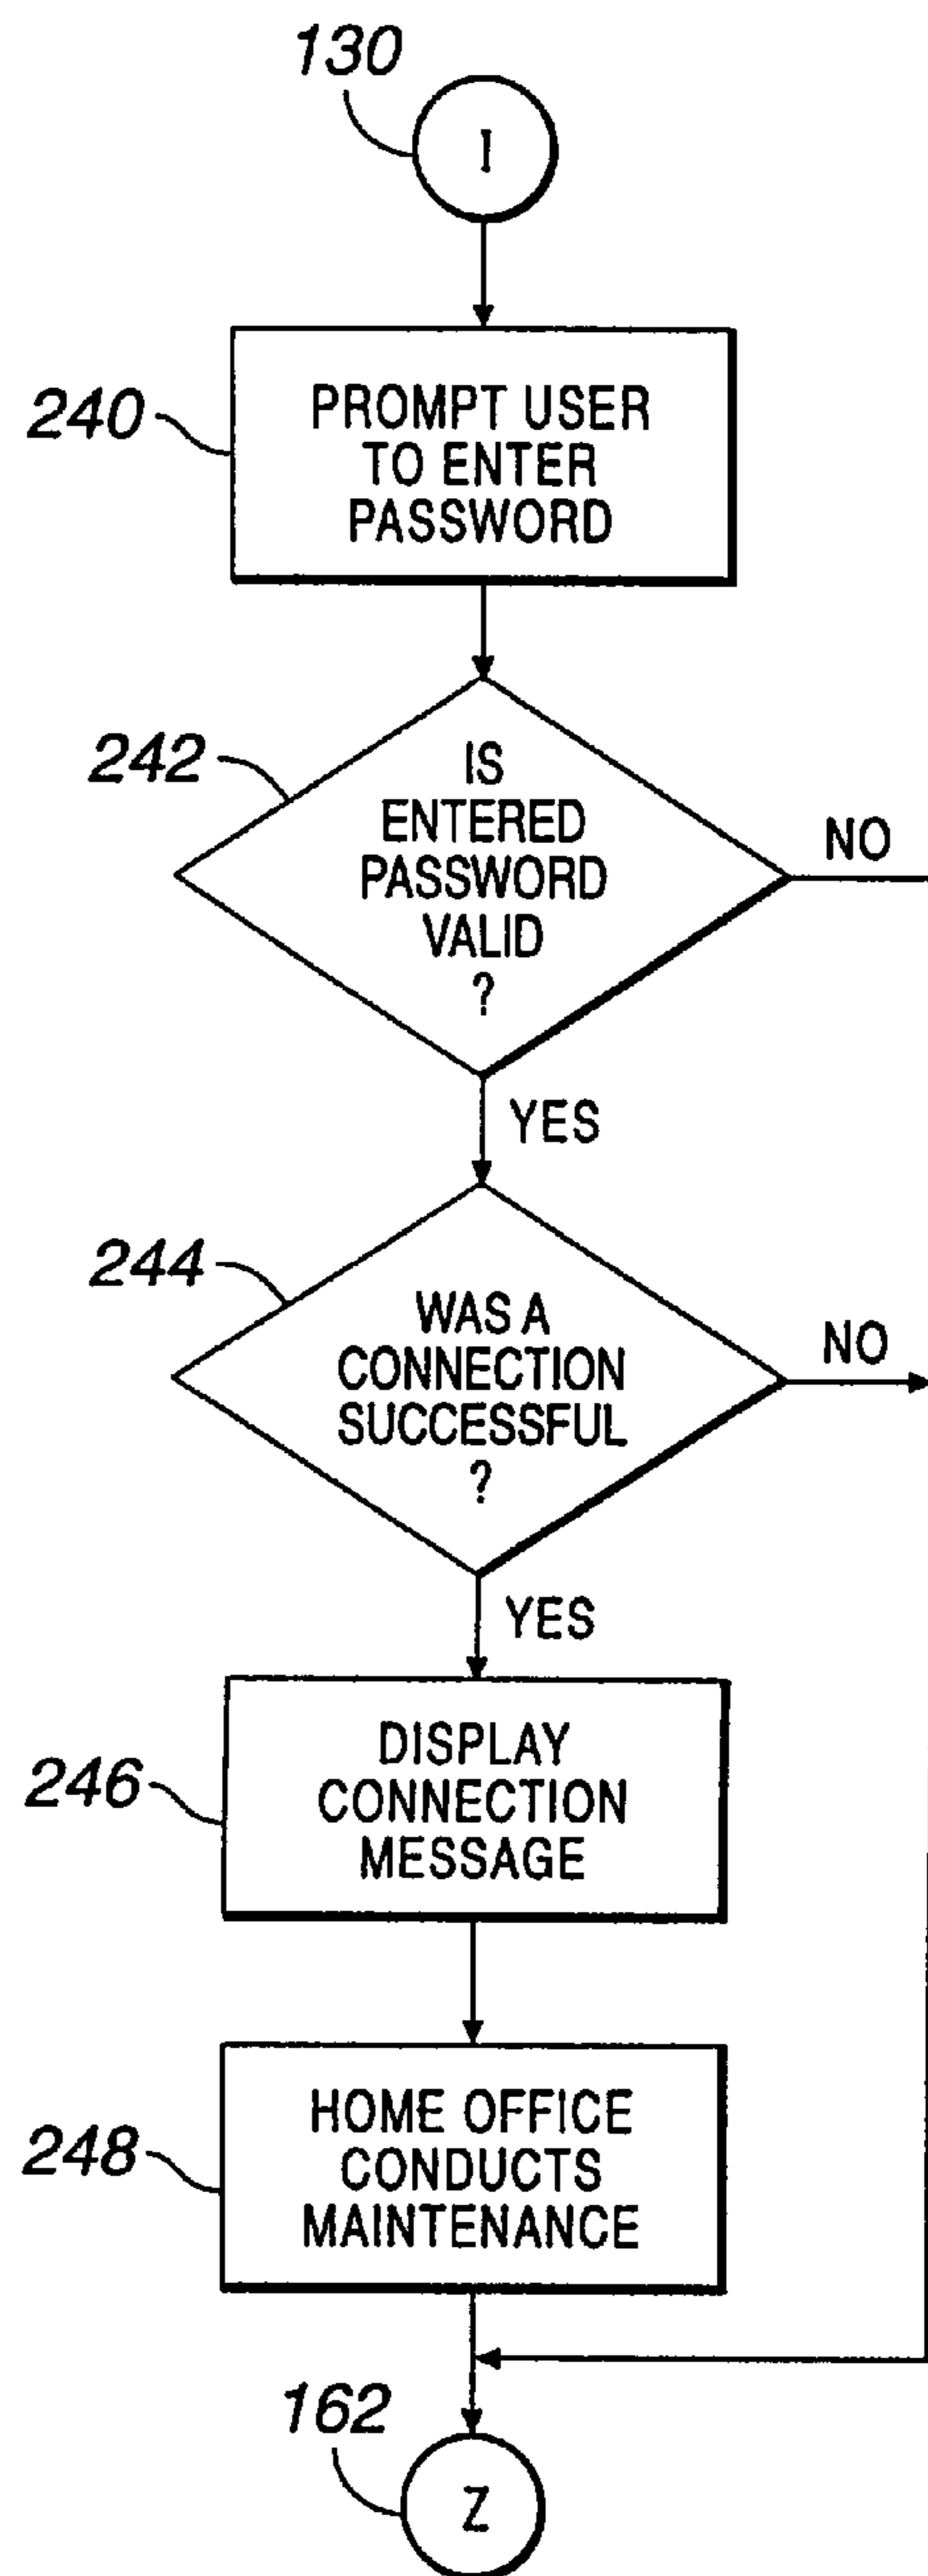 130
I
240
PROMPT USER
TO ENTER
PASSWORD
242
IS
ENTERED
PASSWORD
VALID
?
NO
YES
244
WAS A
CONNECTION
SUCCESSFUL
?
NO
YES
246
DISPLAY
CONNECTION
MESSAGE
248
HOME OFFICE
CONDUCTS
MAINTENANCE
162
Z